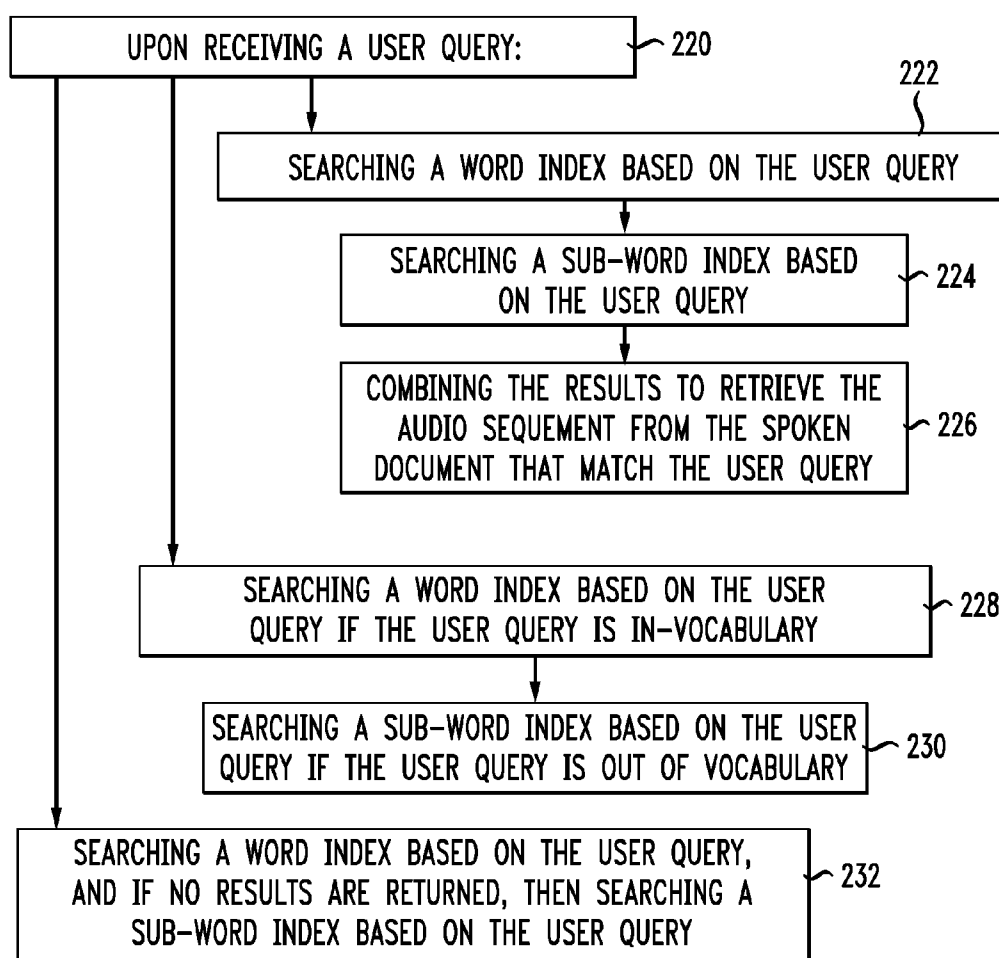 UPON RECEIVING A USER QUERY:
220
222
SEARCHING A WORD INDEX BASED ON THE USER QUERY
SEARCHING A SUB-WORD INDEX BASED
ON THE USER QUERY
224
COMBINING THE RESULTS TO RETRIEVE THE
AUDIO SEQUEMENT FROM THE SPOKEN
DOCUMENT THAT MATCH THE USER QUERY
226
SEARCHING A WORD INDEX BASED ON THE USER
QUERY IF THE USER QUERY IS IN-VOCABULARY
228
SEARCHING A SUB-WORD INDEX BASED ON THE USER
QUERY IF THE USER QUERY IS OUT OF VOCABULARY
230
SEARCHING A WORD INDEX BASED ON THE USER QUERY,
AND IF NO RESULTS ARE RETURNED, THEN SEARCHING A
SUB-WORD INDEX BASED ON THE USER QUERY
232